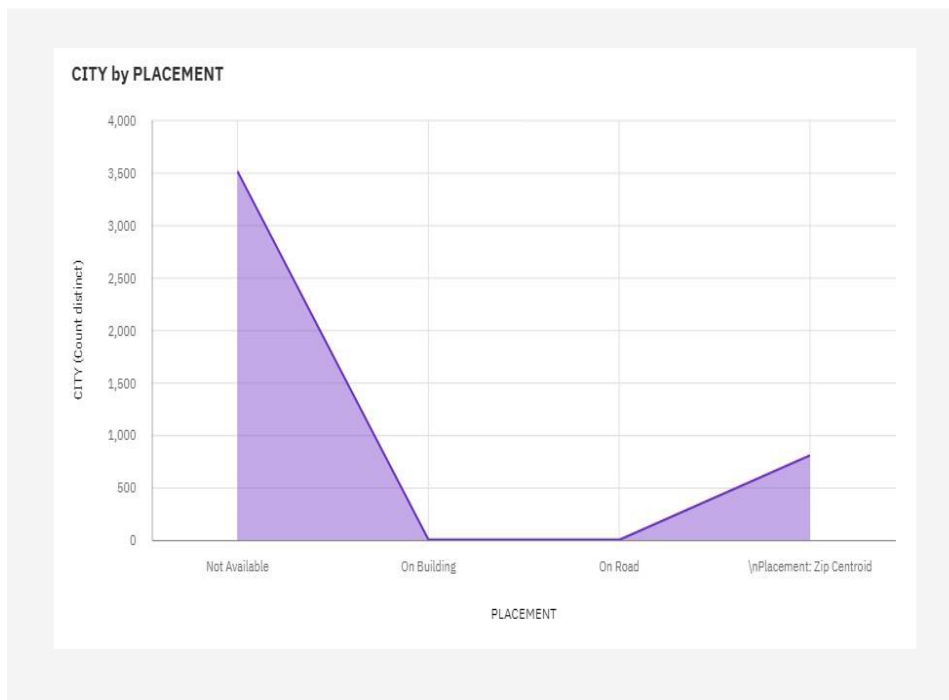 CITY by PLACEMENT
4,000
3,500
3,000
2,500
2,000
1,500
1,000
500
0
CITY (Count distinct)
Not Available
On Building
On Road
\nPlacement: Zip Centroid
PLACEMENT